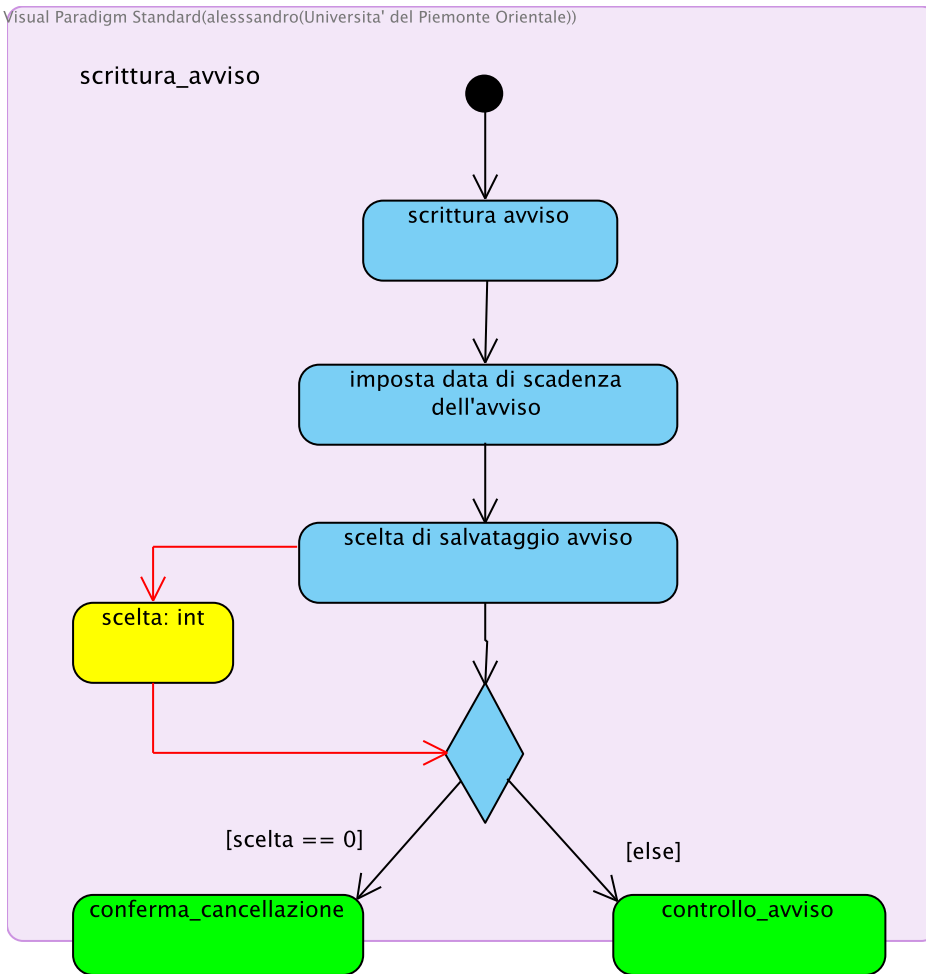 Visual Paradigm Standard(alesssandro(Universita' del Piemonte Orientale))
scrittura_avviso
scrittura avviso
imposta data di scadenza
dell'avviso
scelta di salvataggio avviso
scelta: int
[scelta == 0]
[else]
conferma_cancellazione
controllo_avviso